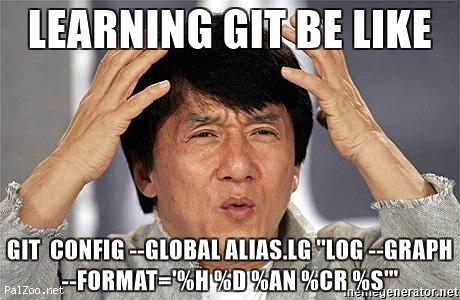 LEARNING GIT BE LIKE
GIT CONFIG --GLOBAL ALIAS.LG "LOG --GRAPH
--FORMAT='%H %D %AN %CR %S'"
PalZoo.net
memegenerator.net